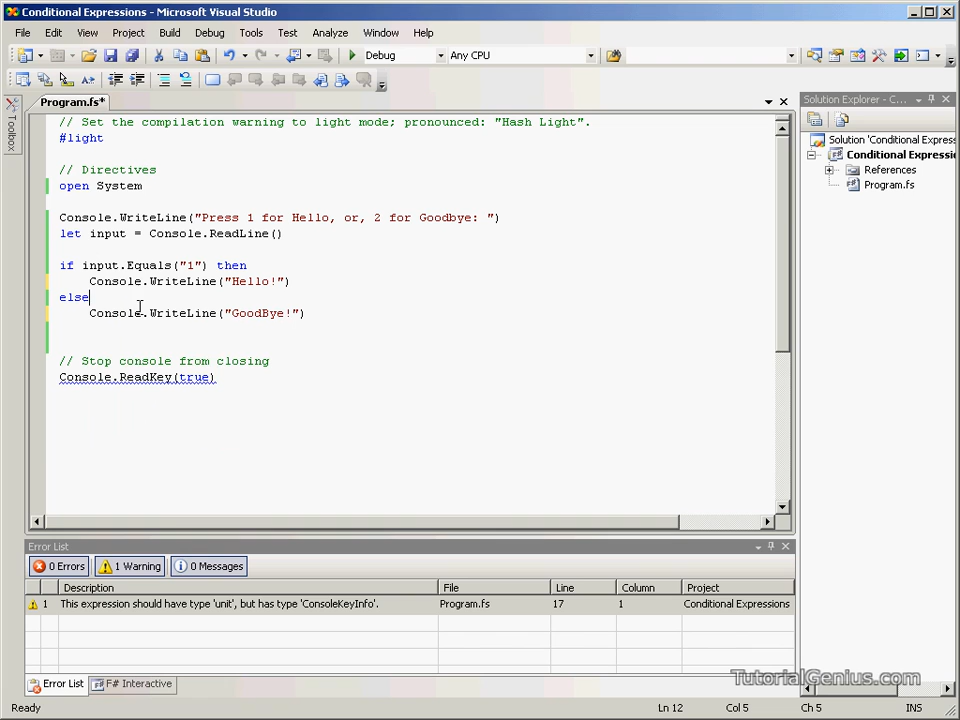 Conditional Expressions - Microsoft Visual Studio
File Edit View Project Build Debug Tools Test Analyze Window Help
Debug Any CPU
Program.fs*
Toolbox
// Set the compilation warning to light mode; pronounced: "Hash Light".
#light
// Directives
open System
Console.WriteLine("Press 1 for Hello, or, 2 for Goodbye: ")
let input = Console.ReadLine()
if input.Equals("1") then
Console.WriteLine("Hello!")
else
Console.WriteLine("GoodBye!")
// Stop console from closing
Console.ReadKey(true)
Solution Explorer - C...
Solution 'Conditional Express
Conditional Expressi
References
Program.fs
Error List
0 Errors 1 Warning 0 Messages
Description File Line Column Project
1 This expression should have type 'unit', but has type 'ConsoleKeyInfo'. Program.fs 17 1 Conditional Expressions
Error List F# Interactive
TutorialGenius.com
Ready Ln 12 Col 5 Ch 5 INS